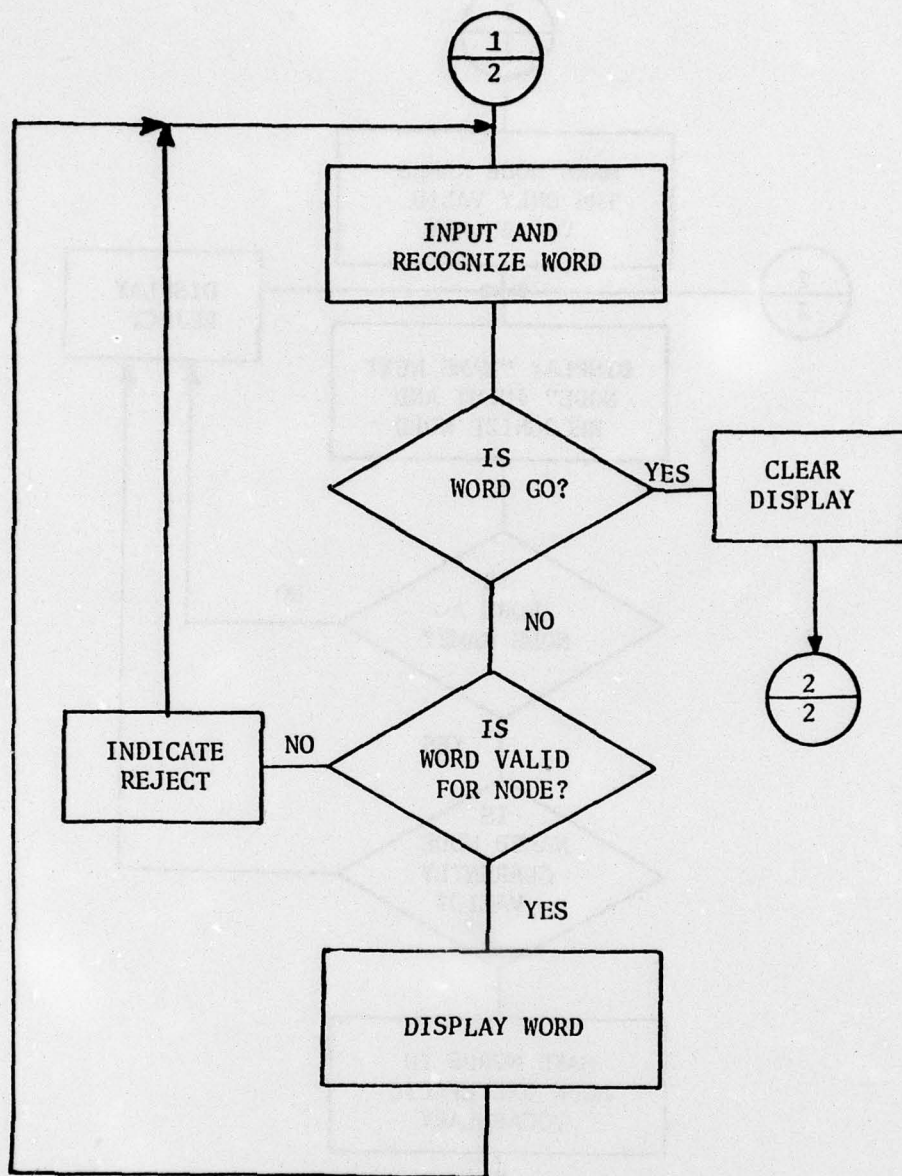 1
2
INPUT AND
RECOGNIZE WORD
IS
WORD GO?
YES
CLEAR
DISPLAY
2
2
NO
IS
WORD VALID
FOR NODE?
NO
INDICATE
REJECT
YES
DISPLAY WORD